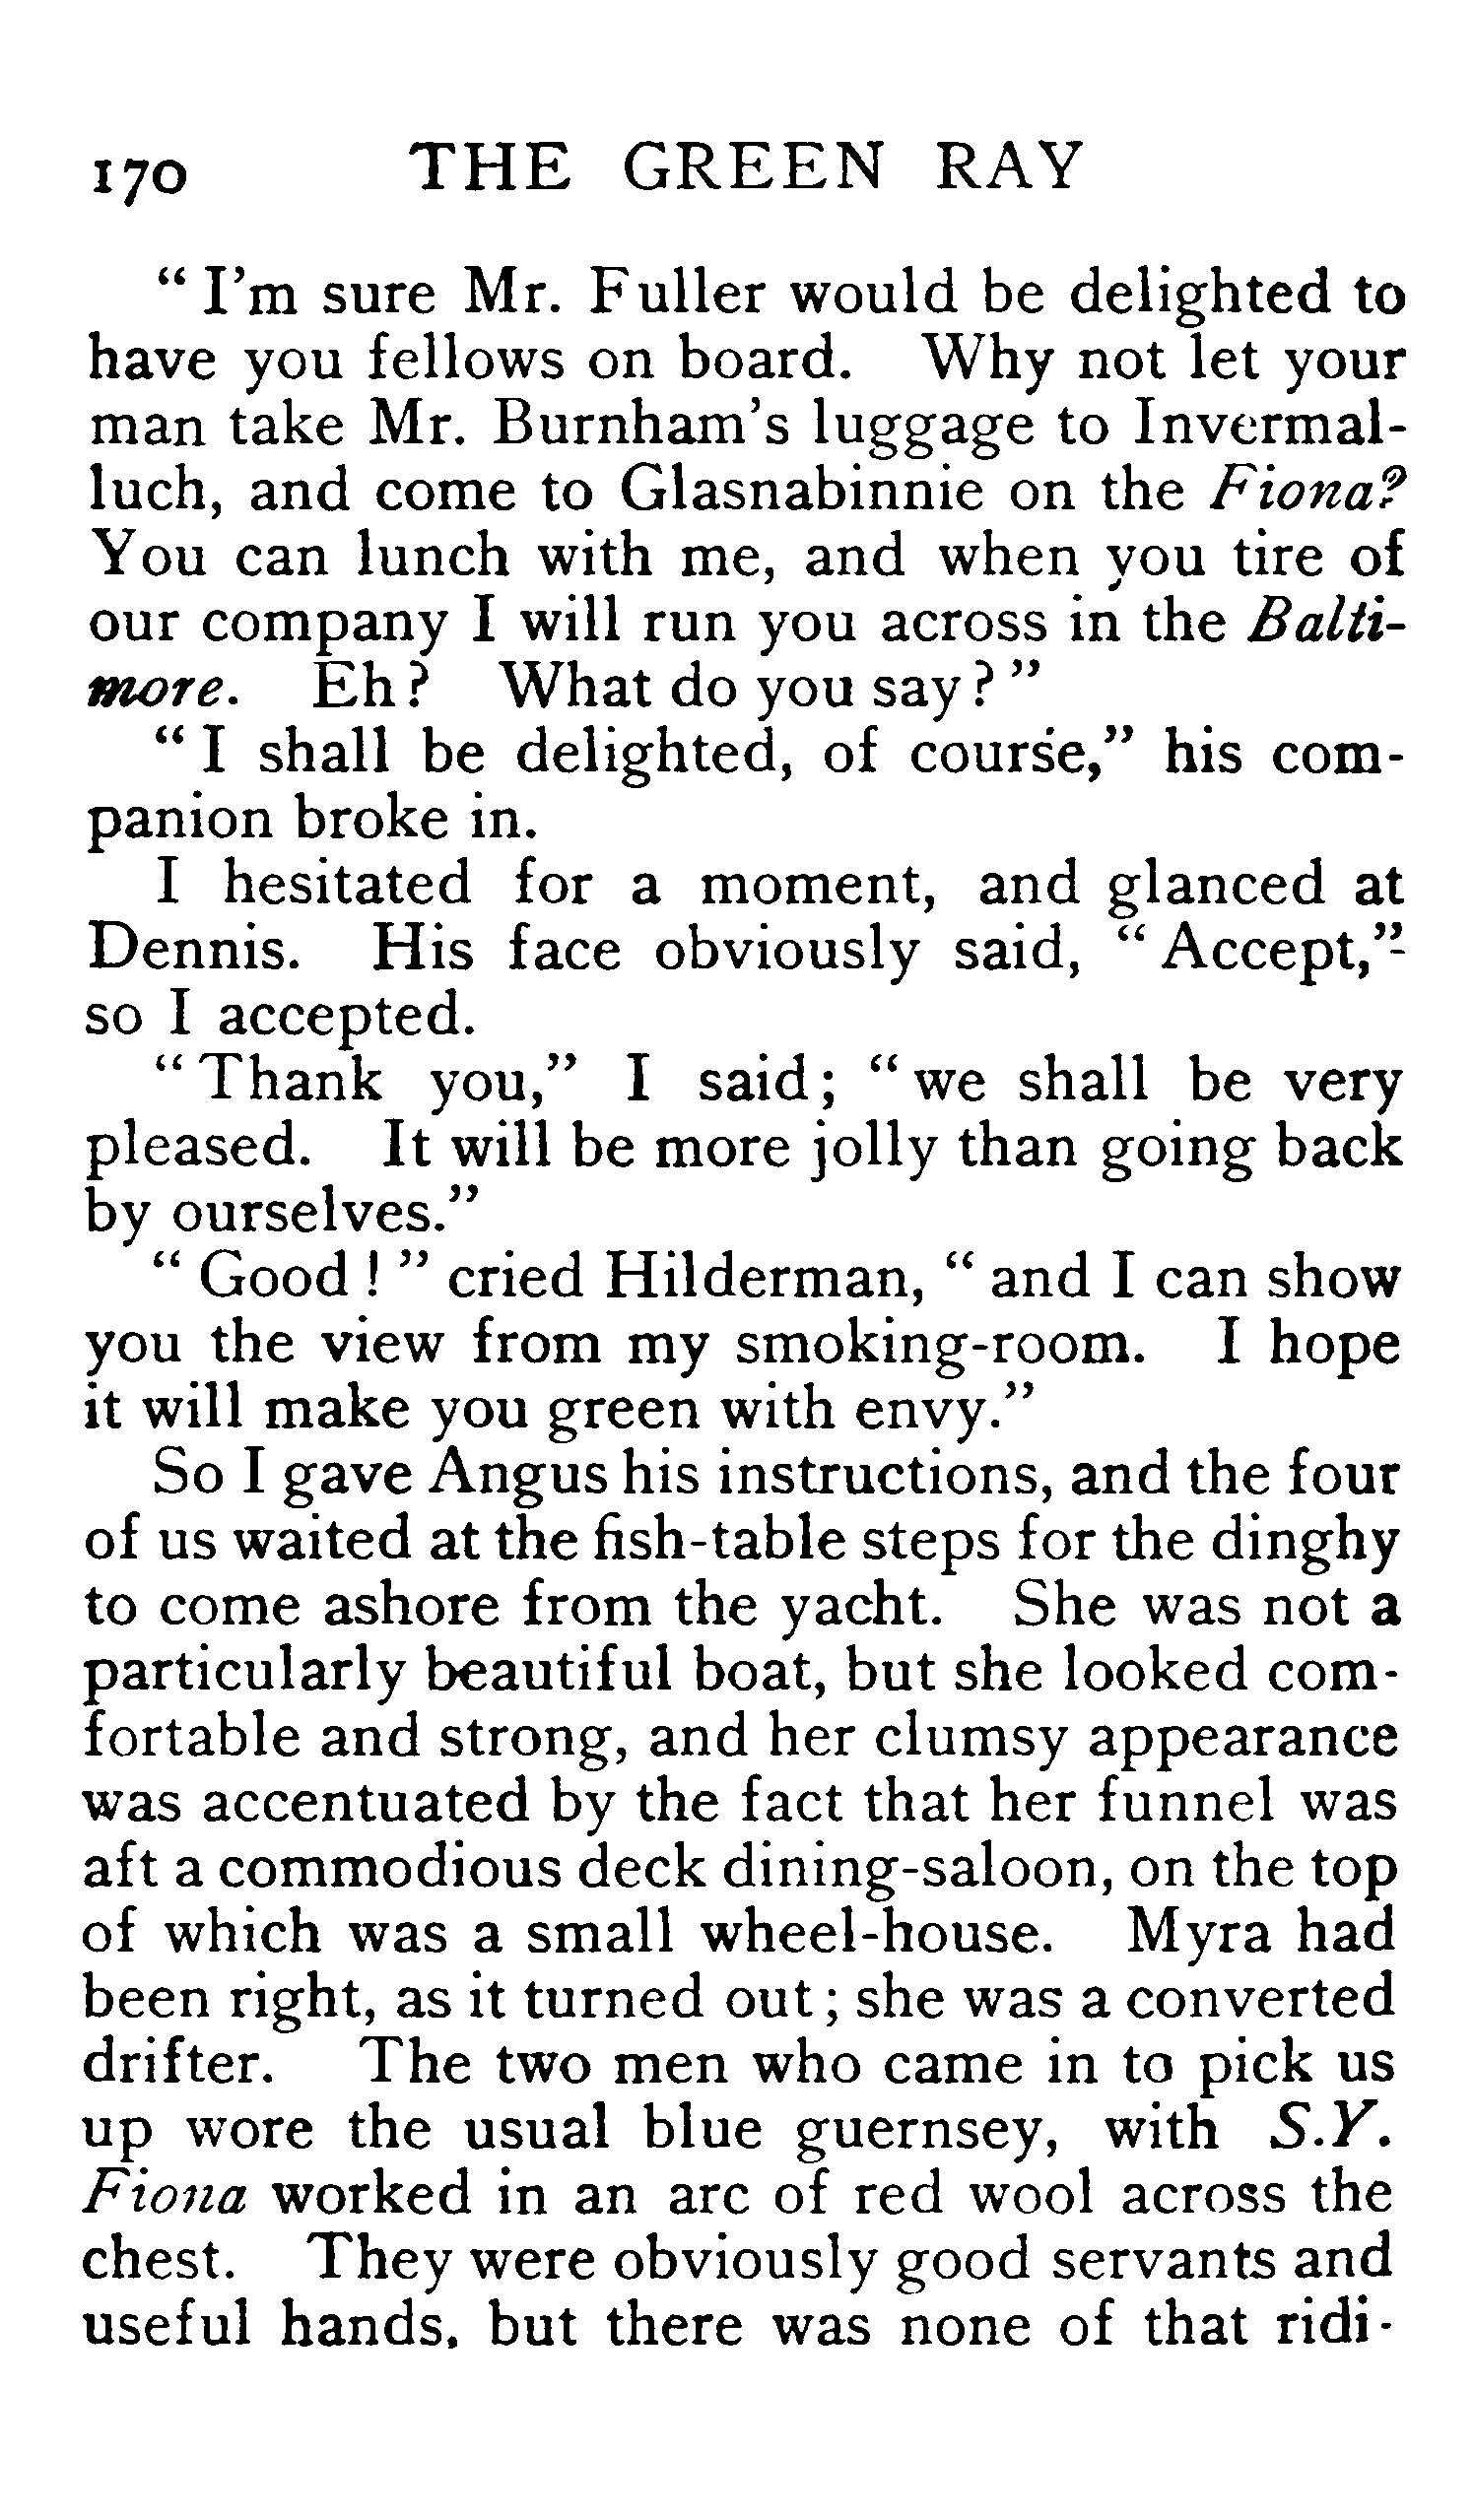 170 THE GREEN RAY
" I'm sure Mr. Fuller would be delighted to
have you fellows on board. Why not let your
man take Mr. Burnham's luggage to Invermal-
luch, and come to Glasnabinnie on the Fiona?
You can lunch with me, and when you tire of
our company I will run you across in the Balti-
more. Eh? What do you say?"
"I shall be delighted, of course," his com-
panion broke in.
I hesitated for a moment, and glanced at
Dennis. His face obviously said, "Accept,"
so I accepted.
"Thank you," I said; "we shall be very
pleased. It will be more jolly than going back
by ourselves."
"Good!" cried Hilderman, "and I can show
you the view from my smoking-room. I hope
it will make you green with envy."
So I gave Angus his instructions, and the four
of us waited at the fish-table steps for the dinghy
to come ashore from the yacht. She was not a
particularly beautiful boat, but she looked com-
fortable and strong, and her clumsy appearance
was accentuated by the fact that her funnel was
aft a commodious deck dining-saloon, on the top
of which was a small wheel-house. Myra had
been right, as it turned out; she was a converted
drifter. The two men who came in to pick us
up wore the usual blue guernsey, with S.Y.
Fiona worked in an arc of red wool across the
chest. They were obviously good servants and
useful hands, but there was none of that ridi-